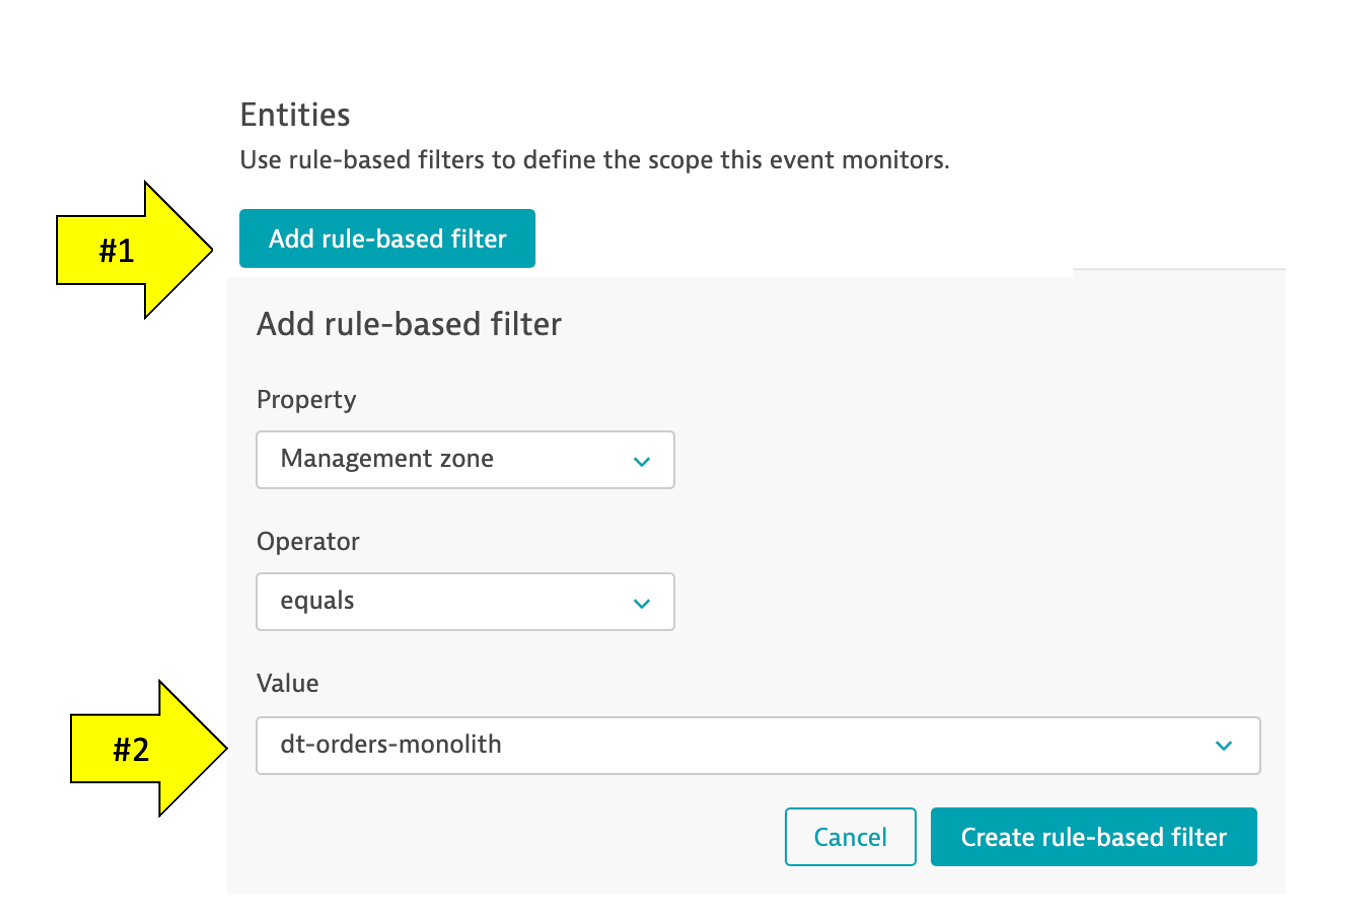 Entities
Use rule-based filters to define the scope this event monitors.
#1
Add rule-based filter
Add rule-based filter
Property
Management zone
Operator
equals
Value
#2
dt-orders-monolith
Cancel
Create rule-based filter